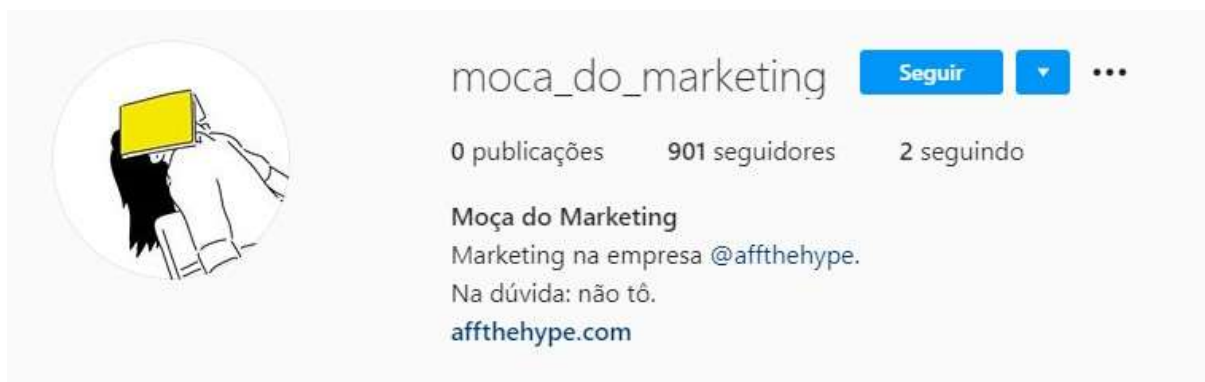 moca_do_marketing Seguir
0 publicações 901 seguidores 2 seguindo
Moça do Marketing
Marketing na empresa @affthehype.
Na dúvida: não tô.
affthehype.com